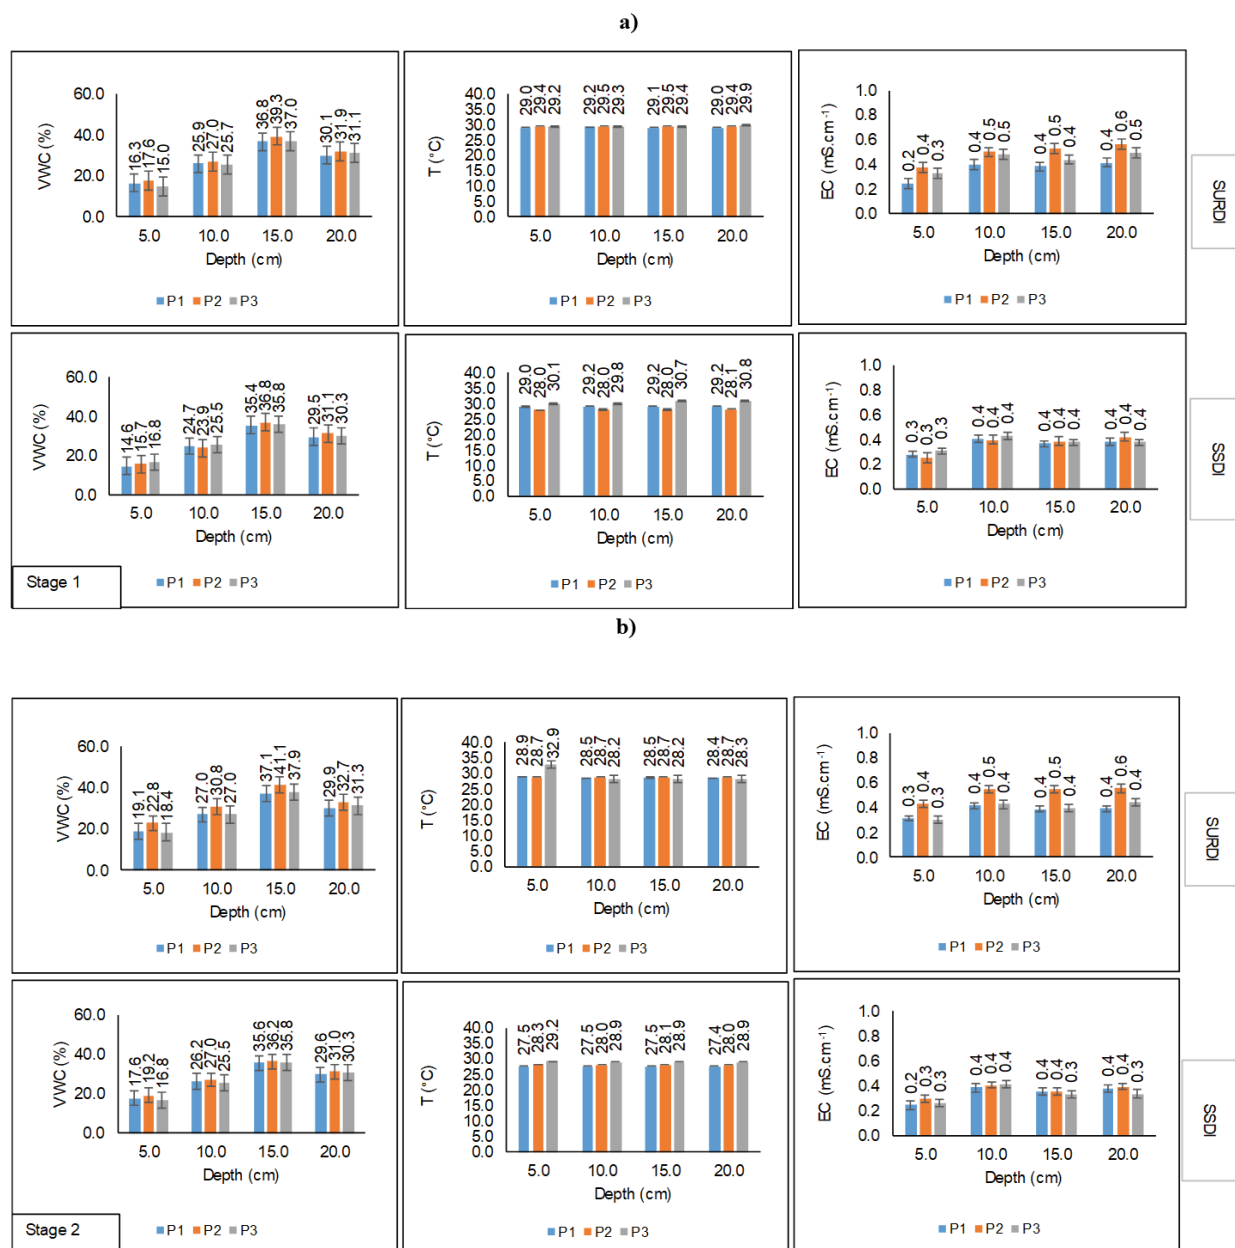 a)
60.0
40.0
20.0
0.0
VWC (%)
16.3 17.6 15.0
25.9 27.0 25.7
36.8 39.3 37.0
30.1 31.9 31.1
5.0 10.0 15.0 20.0
Depth (cm)
P1 P2 P3
40.0
35.0
30.0
25.0
20.0
15.0
10.0
5.0
0.0
T (°C)
29.0 29.4 29.2
29.2 29.5 29.3
29.1 29.5 29.4
29.0 29.4 29.9
5.0 10.0 15.0 20.0
Depth (cm)
P1 P2 P3
1.0
0.8
0.6
0.4
0.2
0.0
EC (mS.cm-1)
0.2 0.4 0.3
0.4 0.5 0.5
0.4 0.5 0.4
0.4 0.6 0.5
5.0 10.0 15.0 20.0
Depth (cm)
P1 P2 P3
SURDI
60.0
40.0
20.0
0.0
VWC (%)
14.6 15.7 16.8
24.7 23.9 25.5
35.4 36.8 35.8
29.5 31.1 30.3
5.0 10.0 15.0 20.0
Depth (cm)
P1 P2 P3
Stage 1
40.0
35.0
30.0
25.0
20.0
15.0
10.0
5.0
0.0
T (°C)
29.0 28.0 30.1
29.2 28.0 29.8
29.2 28.0 30.7
29.2 28.1 30.8
5.0 10.0 15.0 20.0
Depth (cm)
P1 P2 P3
1.0
0.8
0.6
0.4
0.2
0.0
EC (mS.cm-1)
0.3 0.3 0.3
0.4 0.4 0.4
0.4 0.4 0.4
0.4 0.4 0.4
5.0 10.0 15.0 20.0
Depth (cm)
P1 P2 P3
SSDI
b)
60.0
40.0
20.0
0.0
VWC (%)
19.1 22.8 18.4
27.0 30.8 27.0
37.1 41.1 37.9
29.9 32.7 31.3
5.0 10.0 15.0 20.0
Depth (cm)
P1 P2 P3
40.0
35.0
30.0
25.0
20.0
15.0
10.0
5.0
0.0
T (°C)
28.9 28.7 32.9
28.5 28.7 28.2
28.5 28.7 28.2
28.4 28.7 28.3
5.0 10.0 15.0 20.0
Depth (cm)
P1 P2 P3
1.0
0.8
0.6
0.4
0.2
0.0
EC (mS.cm-1)
0.3 0.4 0.3
0.4 0.5 0.4
0.4 0.5 0.4
0.4 0.6 0.4
5.0 10.0 15.0 20.0
Depth (cm)
P1 P2 P3
SURDI
60.0
40.0
20.0
0.0
VWC (%)
17.6 19.2 16.8
26.2 27.0 25.5
35.6 36.2 35.8
29.6 31.0 30.3
5.0 10.0 15.0 20.0
Depth (cm)
P1 P2 P3
Stage 2
40.0
35.0
30.0
25.0
20.0
15.0
10.0
5.0
0.0
T (°C)
27.5 28.3 29.2
27.5 28.0 28.9
27.5 28.1 28.9
27.4 28.0 28.9
5.0 10.0 15.0 20.0
Depth (cm)
P1 P2 P3
1.0
0.8
0.6
0.4
0.2
0.0
EC (mS.cm-1)
0.2 0.3 0.3
0.4 0.4 0.4
0.4 0.4 0.3
0.4 0.4 0.3
5.0 10.0 15.0 20.0
Depth (cm)
P1 P2 P3
SSDI